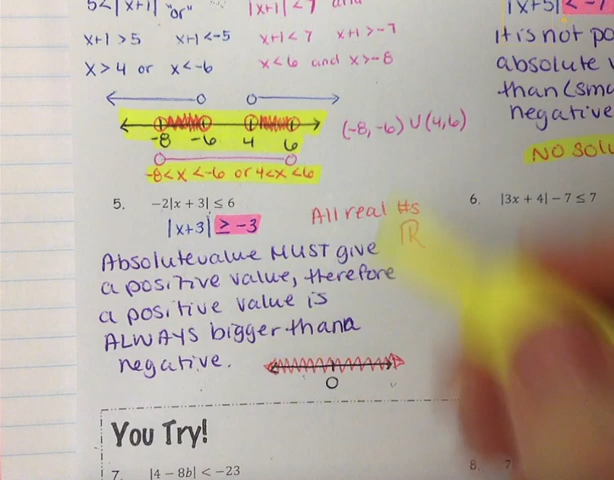 5<|x+1| "or"
|x+1|<7 and
|x+5|<-7
x+1>5 x+1<-5
x+1<7 x+1>-7
x>4 or x<-6
x<6 and x>-8
it is not
absolute
than (sma
negative
NO SOLU
-8 -6 4 6
(-8,-6) ∪ (4,6)
-8<x<-6 or 4<x<6
5. -2|x + 3| ≤ 6
|x+3| ≥ -3
All real #s
ℝ
6. |3x + 4| − 7 ≤ 7
Absolute value MUST give
a positive value, therefore
a positive value is
ALWAYS bigger than a
negative.
0
You Try!
7. |4 − 8b| < −23
8. 7